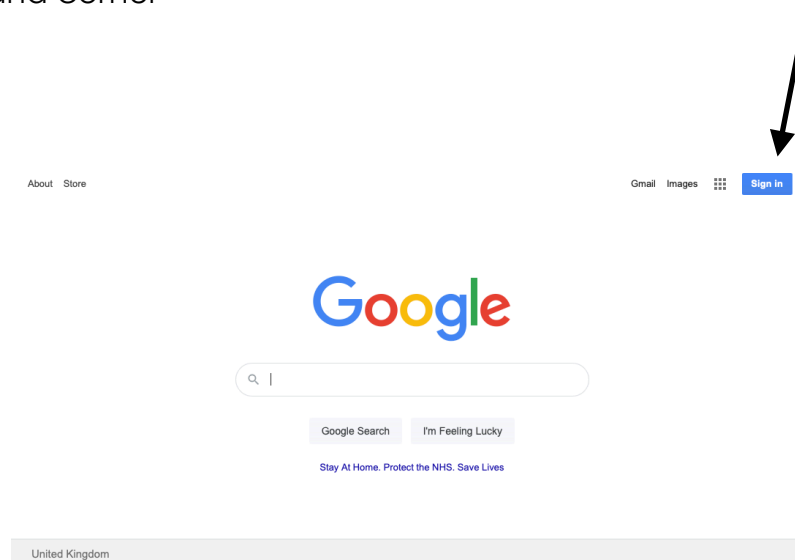 Corner
About Store Gmail Images Sign in
Google
Google Search I'm Feeling Lucky
Stay At Home. Protect the NHS. Save Lives
United Kingdom